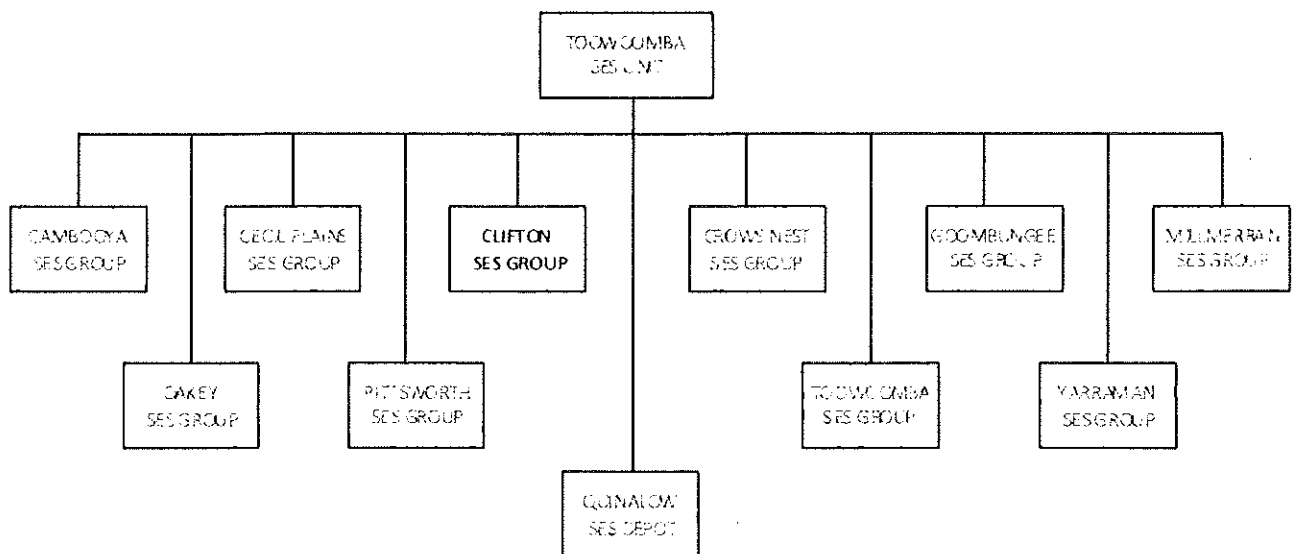 TOOWOOMBA
SES UNIT
CAMBOOYA
SES GROUP
CECIL PLAINS
SES GROUP
CLIFTON
SES GROUP
CROWS NEST
SES GROUP
GOOMBUNGEE
SES GROUP
MILLMERRAN
SES GROUP
OAKEY
SES GROUP
PITTSWORTH
SES GROUP
TOOWOOMBA
SES GROUP
YARRAMAN
SES GROUP
QUINALOW
SES DEPOT